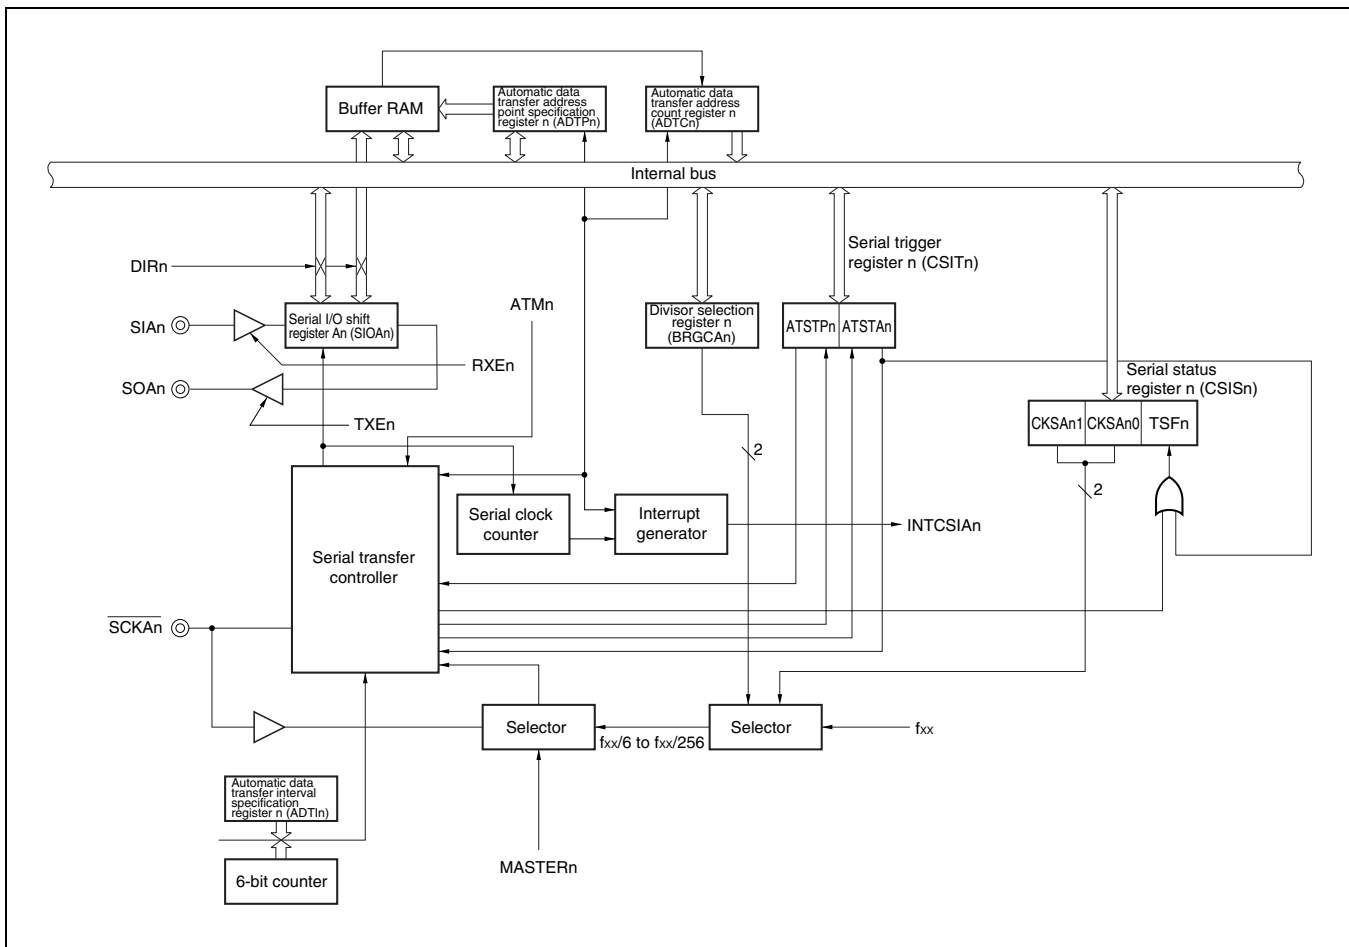 Buffer RAM
Automatic data
transfer address
point specification
register n (ADTPn)
Automatic data
transfer address
count register n
(ADTCn)
Internal bus
DIRn
SIAn
Serial I/O shift
register An (SIOAn)
ATMn
Divisor selection
register n
(BRGCAn)
Serial trigger
register n (CSITn)
ATSTPn
ATSTAn
RXEn
SOAn
TXEn
Serial status
register n (CSISn)
CKSAn1
CKSAn0
TSFn
2
2
Serial clock
counter
Interrupt
generator
INTCSIAn
Serial transfer
controller
SCKAn
Selector
fxx/6 to fxx/256
Selector
fxx
Automatic data
transfer interval
specification
register n (ADTIn)
6-bit counter
MASTERn